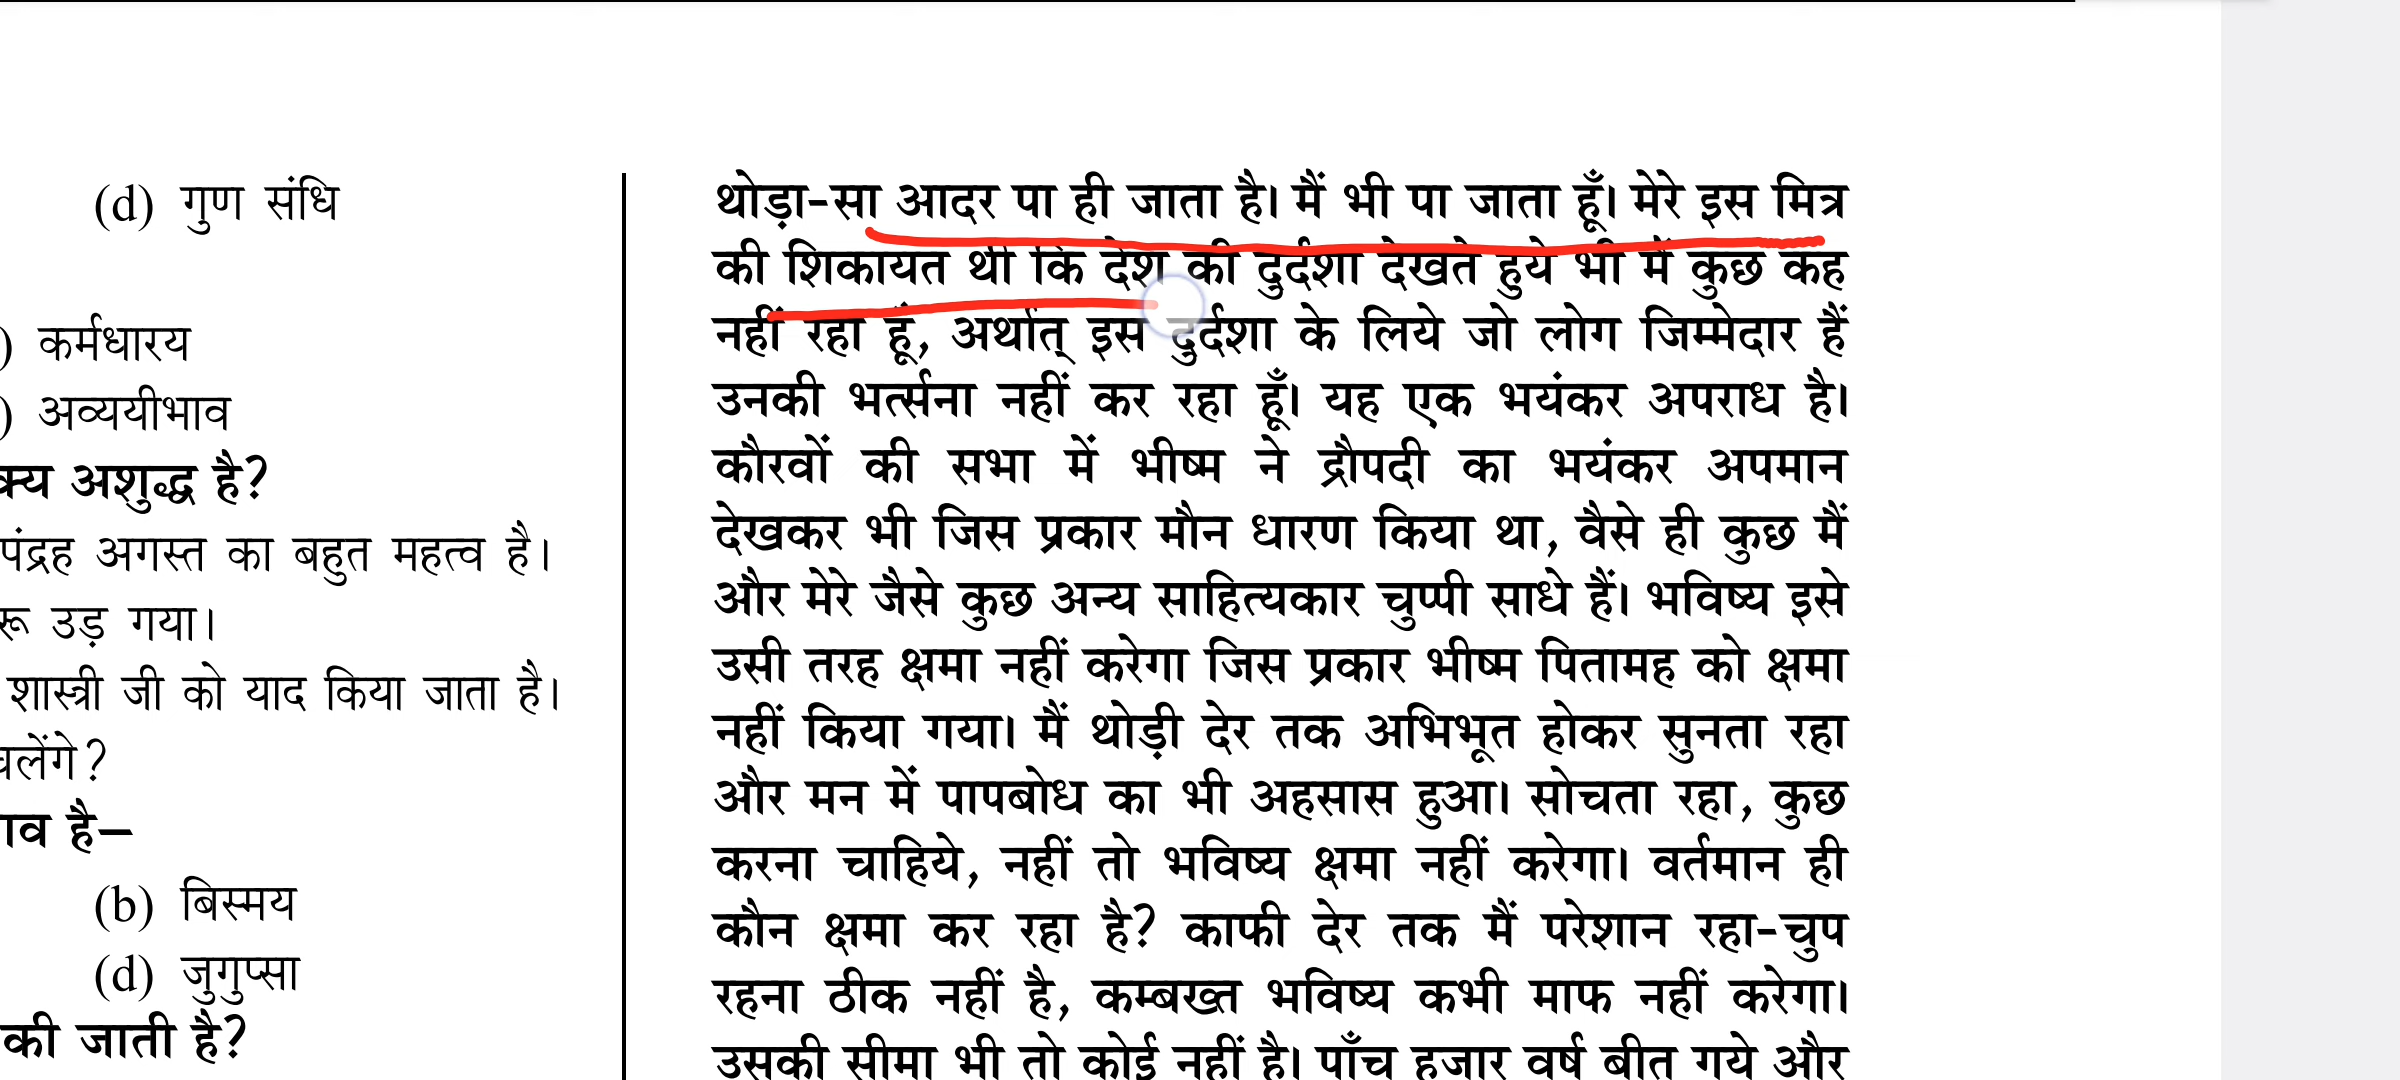 (d) गुण संधि
) कर्मधारय
) अव्ययीभाव
क्य अशुद्ध है?
पंद्रह अगस्त का बहुत महत्व है।
रू उड़ गया।
शास्त्री जी को याद किया जाता है।
चलेंगे?
ाव है–
(b) बिस्मय
(d) जुगुप्सा
की जाती है?
थोड़ा-सा आदर पा ही जाता है। मैं भी पा जाता हूँ। मेरे इस मित्र
की शिकायत थी कि देश की दुर्दशा देखते हुये भी मैं कुछ कह
नहीं रहा हूँ, अर्थात् इस दुर्दशा के लिये जो लोग जिम्मेदार हैं
उनकी भर्त्सना नहीं कर रहा हूँ। यह एक भयंकर अपराध है।
कौरवों की सभा में भीष्म ने द्रौपदी का भयंकर अपमान
देखकर भी जिस प्रकार मौन धारण किया था, वैसे ही कुछ मैं
और मेरे जैसे कुछ अन्य साहित्यकार चुप्पी साधे हैं। भविष्य इसे
उसी तरह क्षमा नहीं करेगा जिस प्रकार भीष्म पितामह को क्षमा
नहीं किया गया। मैं थोड़ी देर तक अभिभूत होकर सुनता रहा
और मन में पापबोध का भी अहसास हुआ। सोचता रहा, कुछ
करना चाहिये, नहीं तो भविष्य क्षमा नहीं करेगा। वर्तमान ही
कौन क्षमा कर रहा है? काफी देर तक मैं परेशान रहा-चुप
रहना ठीक नहीं है, कम्बख्त भविष्य कभी माफ नहीं करेगा।
उसकी सीमा भी तो कोई नहीं है। पाँच हजार वर्ष बीत गये और